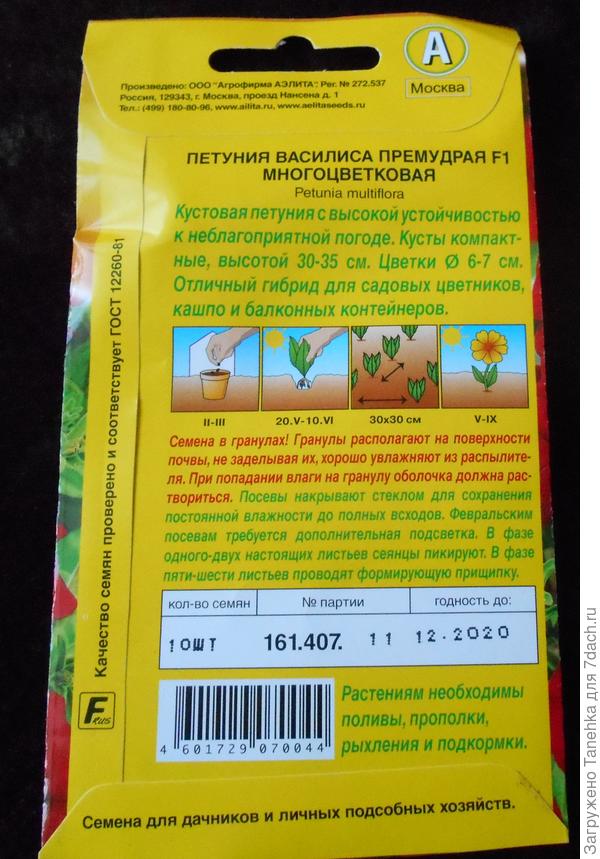 Произведено: ООО "Агрофирма АЭЛИТА"; Рег. № 272.537
Россия, 129343, г. Москва, проезд Нансена д. 1
Тел.: (499) 180-80-96, www.ailita.ru, www.aelitaseeds.ru
А
Москва
ПЕТУНИЯ ВАСИЛИСА ПРЕМУДРАЯ F1
МНОГОЦВЕТКОВАЯ
Petunia multiflora
Кустовая петуния с высокой устойчивостью
к неблагоприятной погоде. Кусты компакт-
ные, высотой 30-35 см. Цветки Ø 6-7 см.
Отличный гибрид для садовых цветников,
кашпо и балконных контейнеров.
II-III
20.V-10.VI
30x30 см
V-IX
Семена в гранулах! Гранулы располагают на поверхности
почвы, не заделывая их, хорошо увлажняют из распылите-
ля. При попадании влаги на гранулу оболочка должна рас-
твориться. Посевы накрывают стеклом для сохранения
постоянной влажности до полных всходов. Февральским
посевам требуется дополнительная подсветка. В фазе
одного-двух настоящих листьев сеянцы пикируют. В фазе
пяти-шести листьев проводят формирующую прищипку.
кол-во семян
№ партии
годность до:
10ШТ
161.407.
11
12.2020
4 601729 070044
Растениям необходимы
поливы, прополки,
рыхления и подкормки.
Семена для дачников и личных подсобных хозяйств.
Качество семян проверено и соответствует ГОСТ 12260-81
F RUS
Загружено Tanehka для 7dach.ru